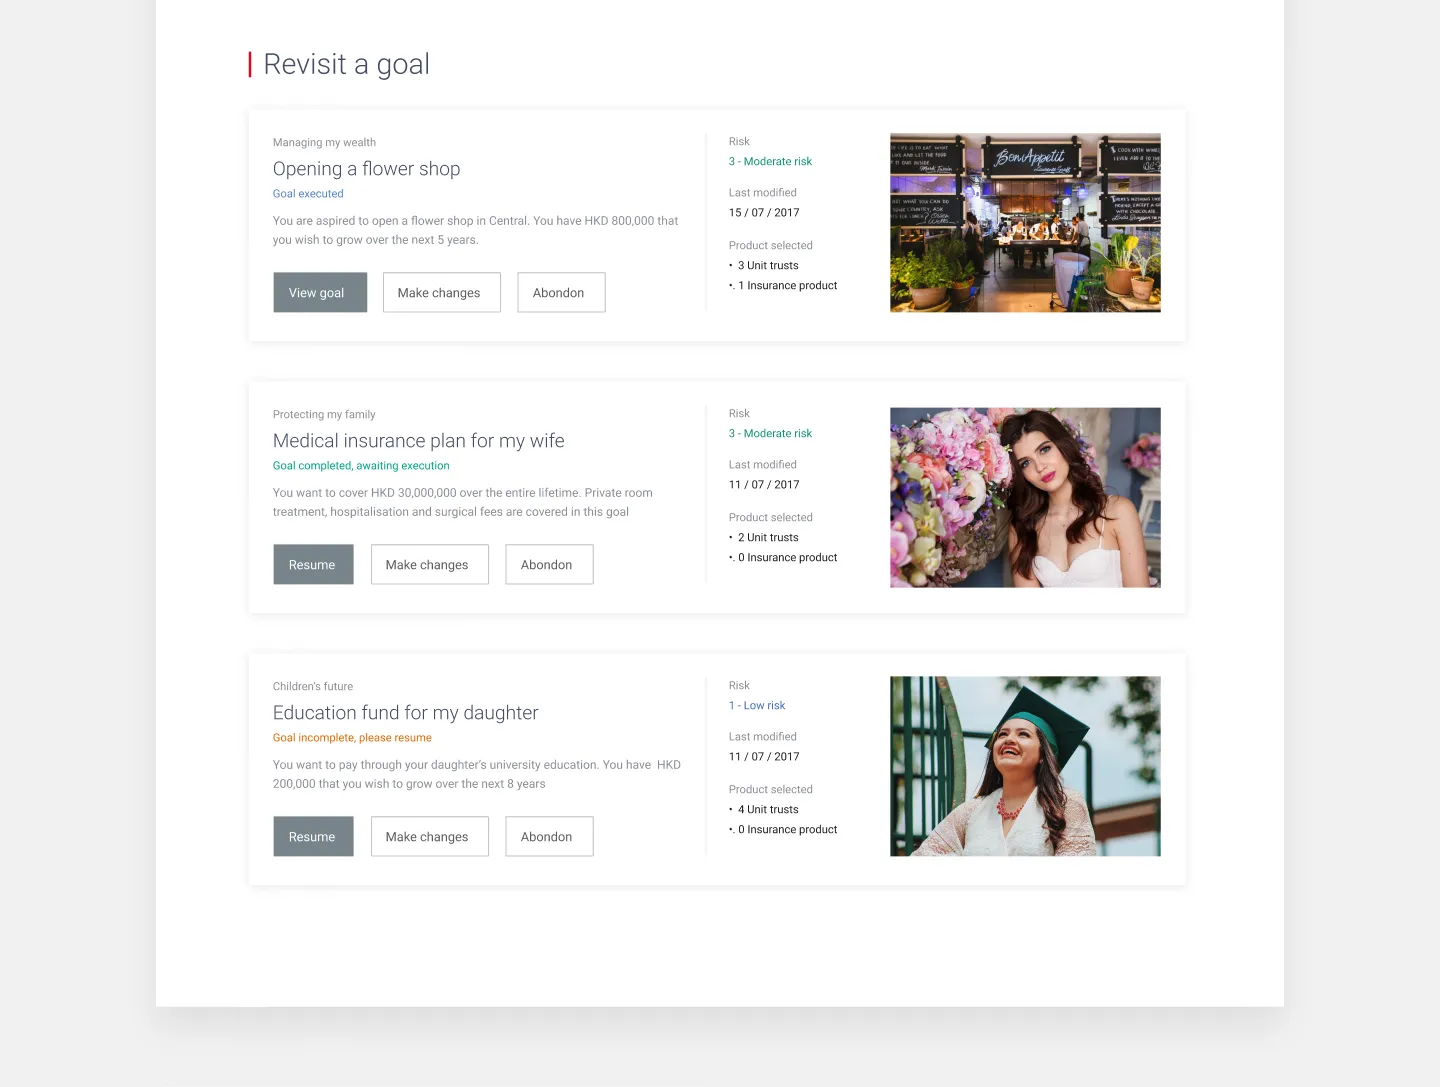 Revisit a goal
Managing my wealth
Opening a flower shop
Goal executed
You are aspired to open a flower shop in Central. You have HKD 800,000 that
you wish to grow over the next 5 years.
View goal
Make changes
Abondon
Risk
3 - Moderate risk
Last modified
15 / 07 / 2017
Product selected
• 3 Unit trusts
•. 1 Insurance product
BonAppetit
Protecting my family
Medical insurance plan for my wife
Goal completed, awaiting execution
You want to cover HKD 30,000,000 over the entire lifetime. Private room
treatment, hospitalisation and surgical fees are covered in this goal
Resume
Make changes
Abondon
Risk
3 - Moderate risk
Last modified
11 / 07 / 2017
Product selected
• 2 Unit trusts
•. 0 Insurance product
Children's future
Education fund for my daughter
Goal incomplete, please resume
You want to pay through your daughter's university education. You have  HKD
200,000 that you wish to grow over the next 8 years
Resume
Make changes
Abondon
Risk
1 - Low risk
Last modified
11 / 07 / 2017
Product selected
• 4 Unit trusts
•. 0 Insurance product